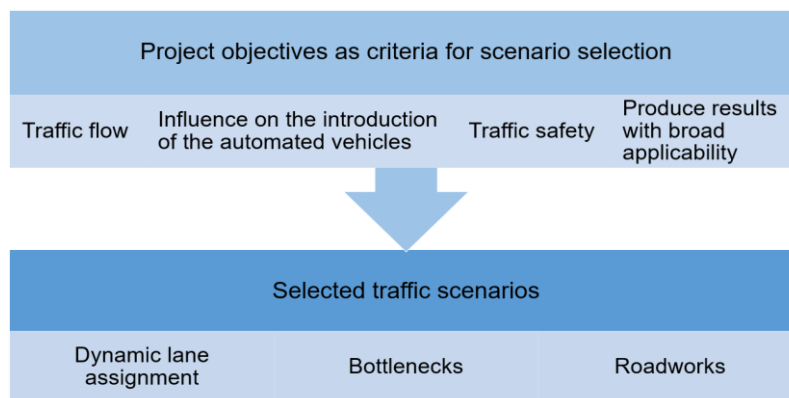 Project objectives as criteria for scenario selection
Traffic flow
Influence on the introduction
of the automated vehicles
Traffic safety
Produce results
with broad
applicability
Selected traffic scenarios
Dynamic lane
assignment
Bottlenecks
Roadworks